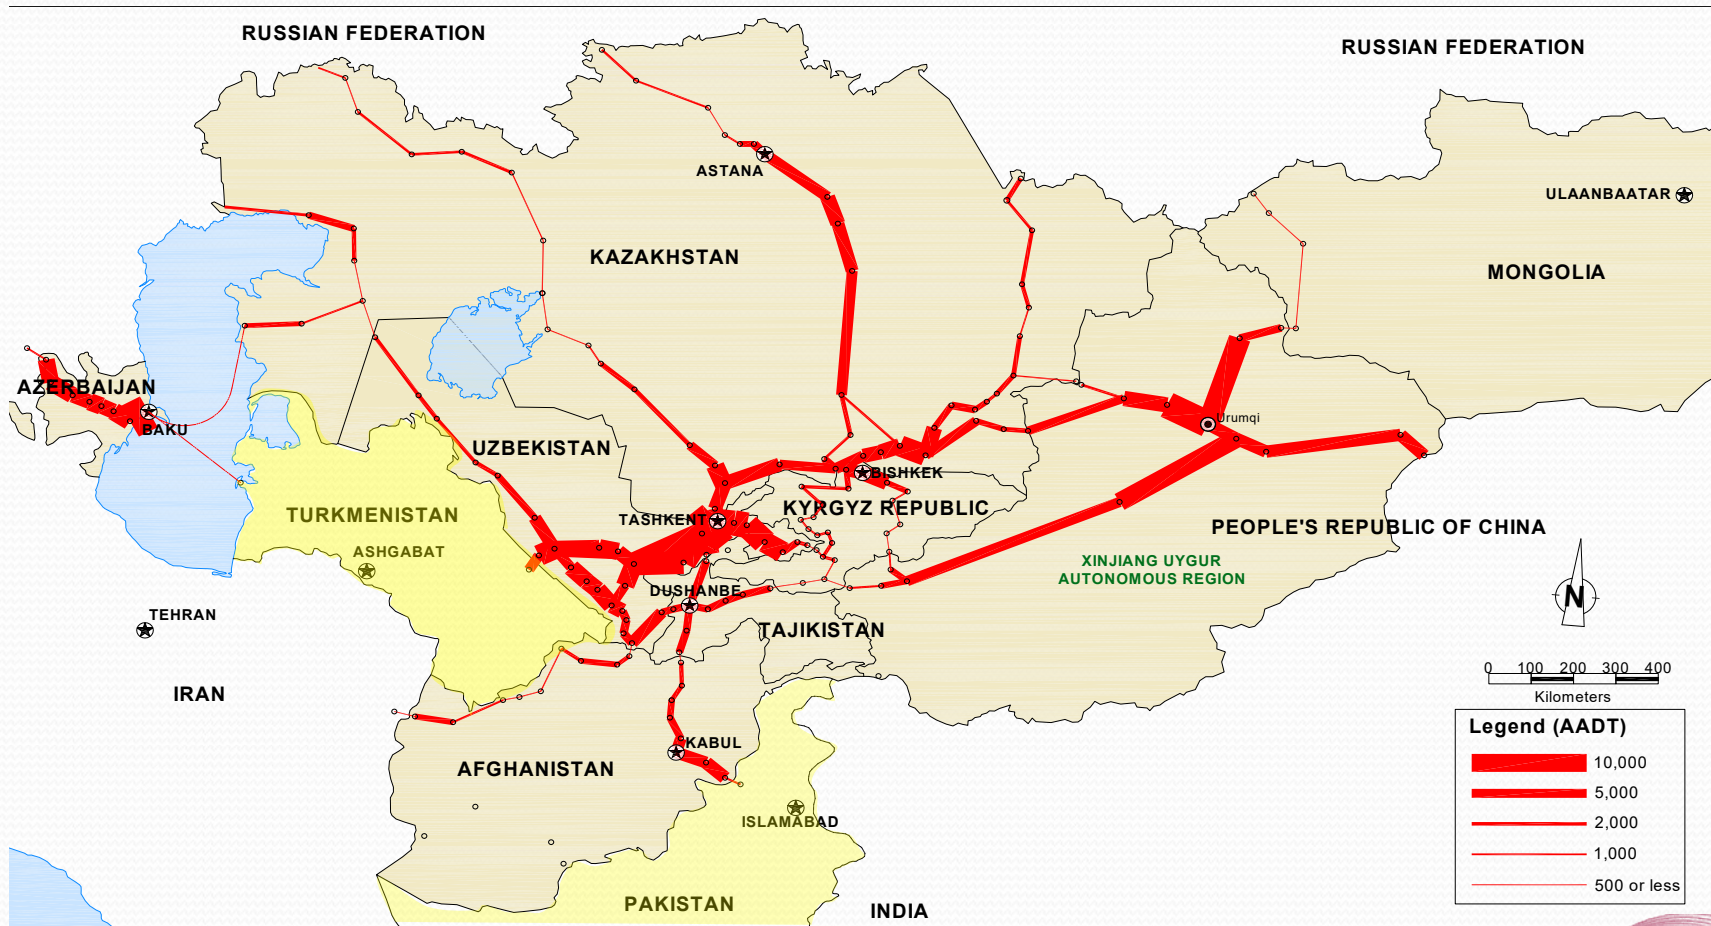 RUSSIAN FEDERATION
RUSSIAN FEDERATION
ASTANA
ULAANBAATAR
KAZAKHSTAN
MONGOLIA
AZERBAIJAN
BAKU
Urumqi
UZBEKISTAN
BISHKEK
KYRGYZ REPUBLIC
TURKMENISTAN
TASHKENT
PEOPLE'S REPUBLIC OF CHINA
ASHGABAT
XINJIANG UYGUR
AUTONOMOUS REGION
DUSHANBE
N
TEHRAN
TAJIKISTAN
IRAN
0 100 200 300 400
Kilometers
Legend (AADT)
KABUL
AFGHANISTAN
10,000
5,000
ISLAMABAD
2,000
1,000
500 or less
PAKISTAN
INDIA